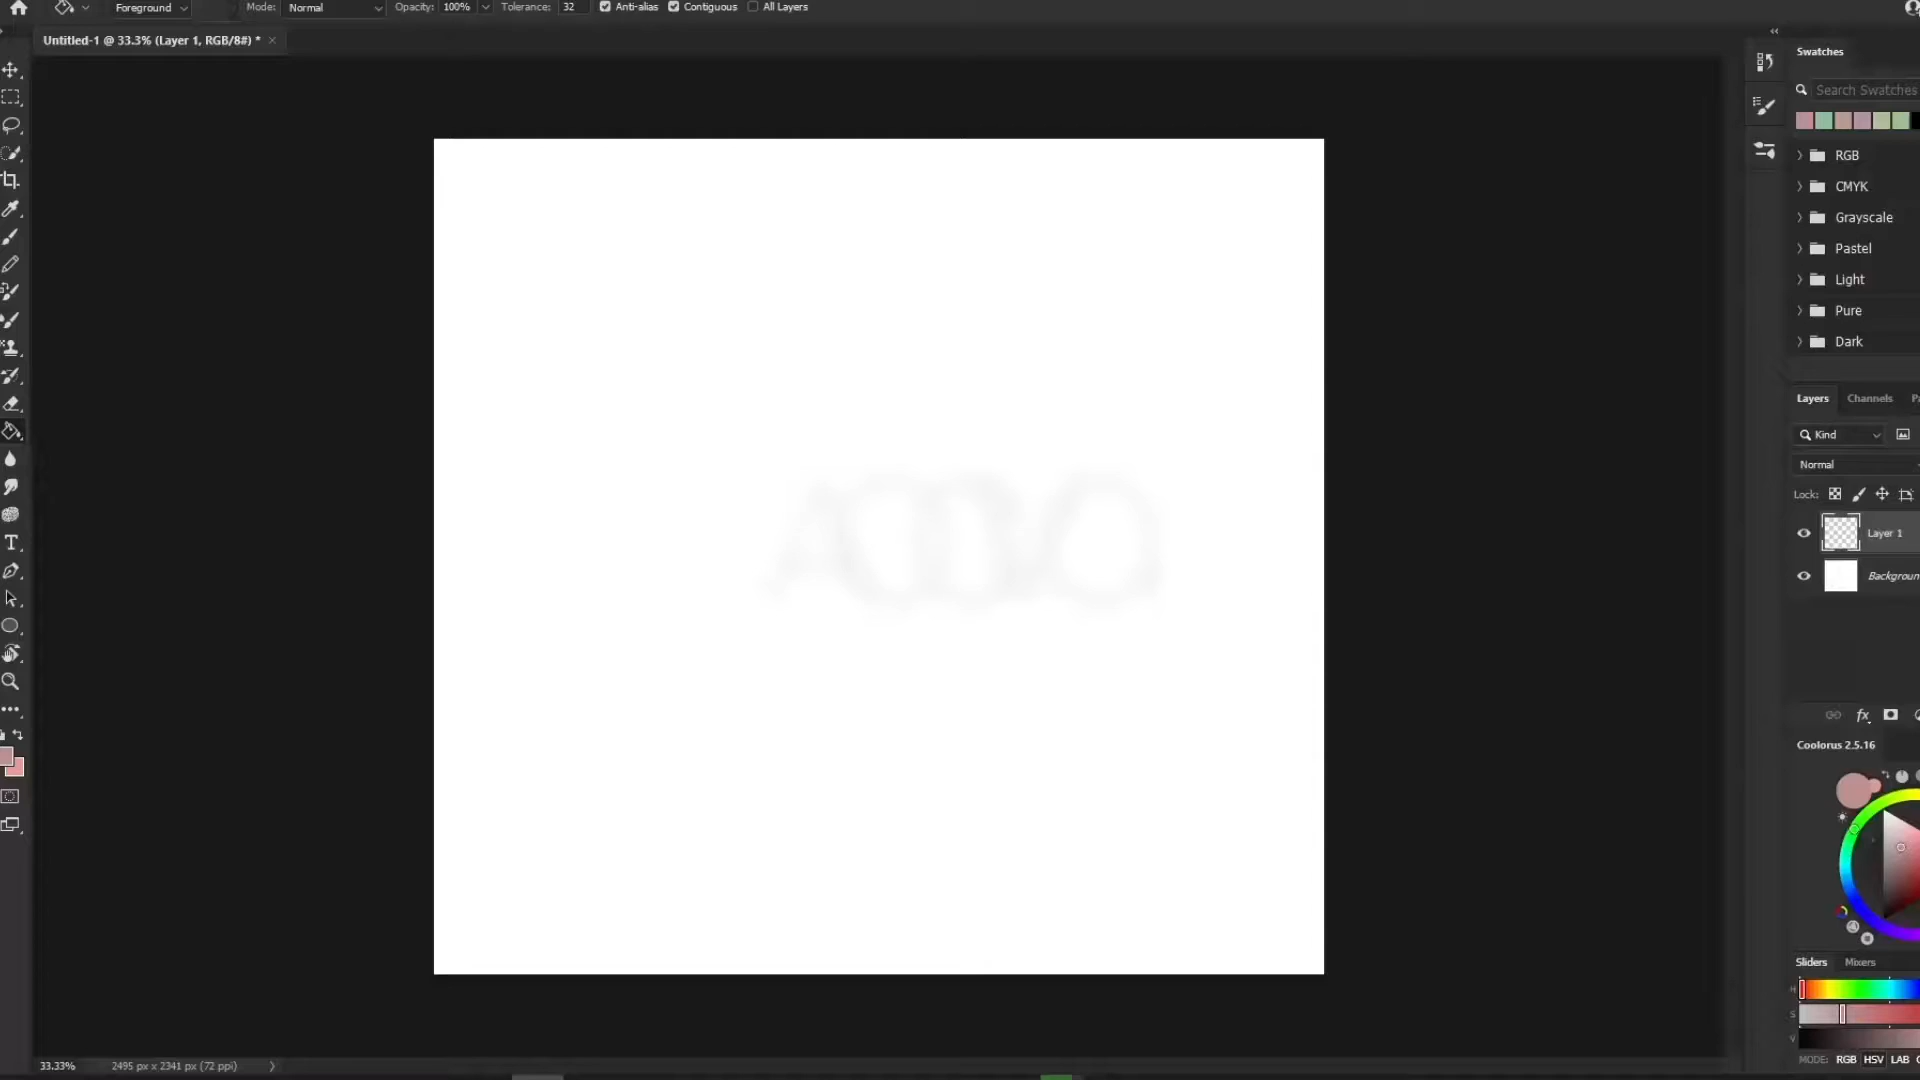 Foreground
Mode: Normal
Opacity: 100%
Tolerance: 32
Anti-alias
Contiguous
All Layers
Untitled-1 @ 33.3% (Layer 1, RGB/8#) *
Swatches
Search Swatches
RGB
CMYK
Grayscale
Pastel
Light
Pure
Dark
Layers Channels
Kind
Normal
Lock:
Layer 1
Backgroun
fx
Coolorus 2.5.16
Sliders Mixers
H
S
V
MODE: RGB HSV LAB
33.33% 2495 px x 2341 px (72 ppi)